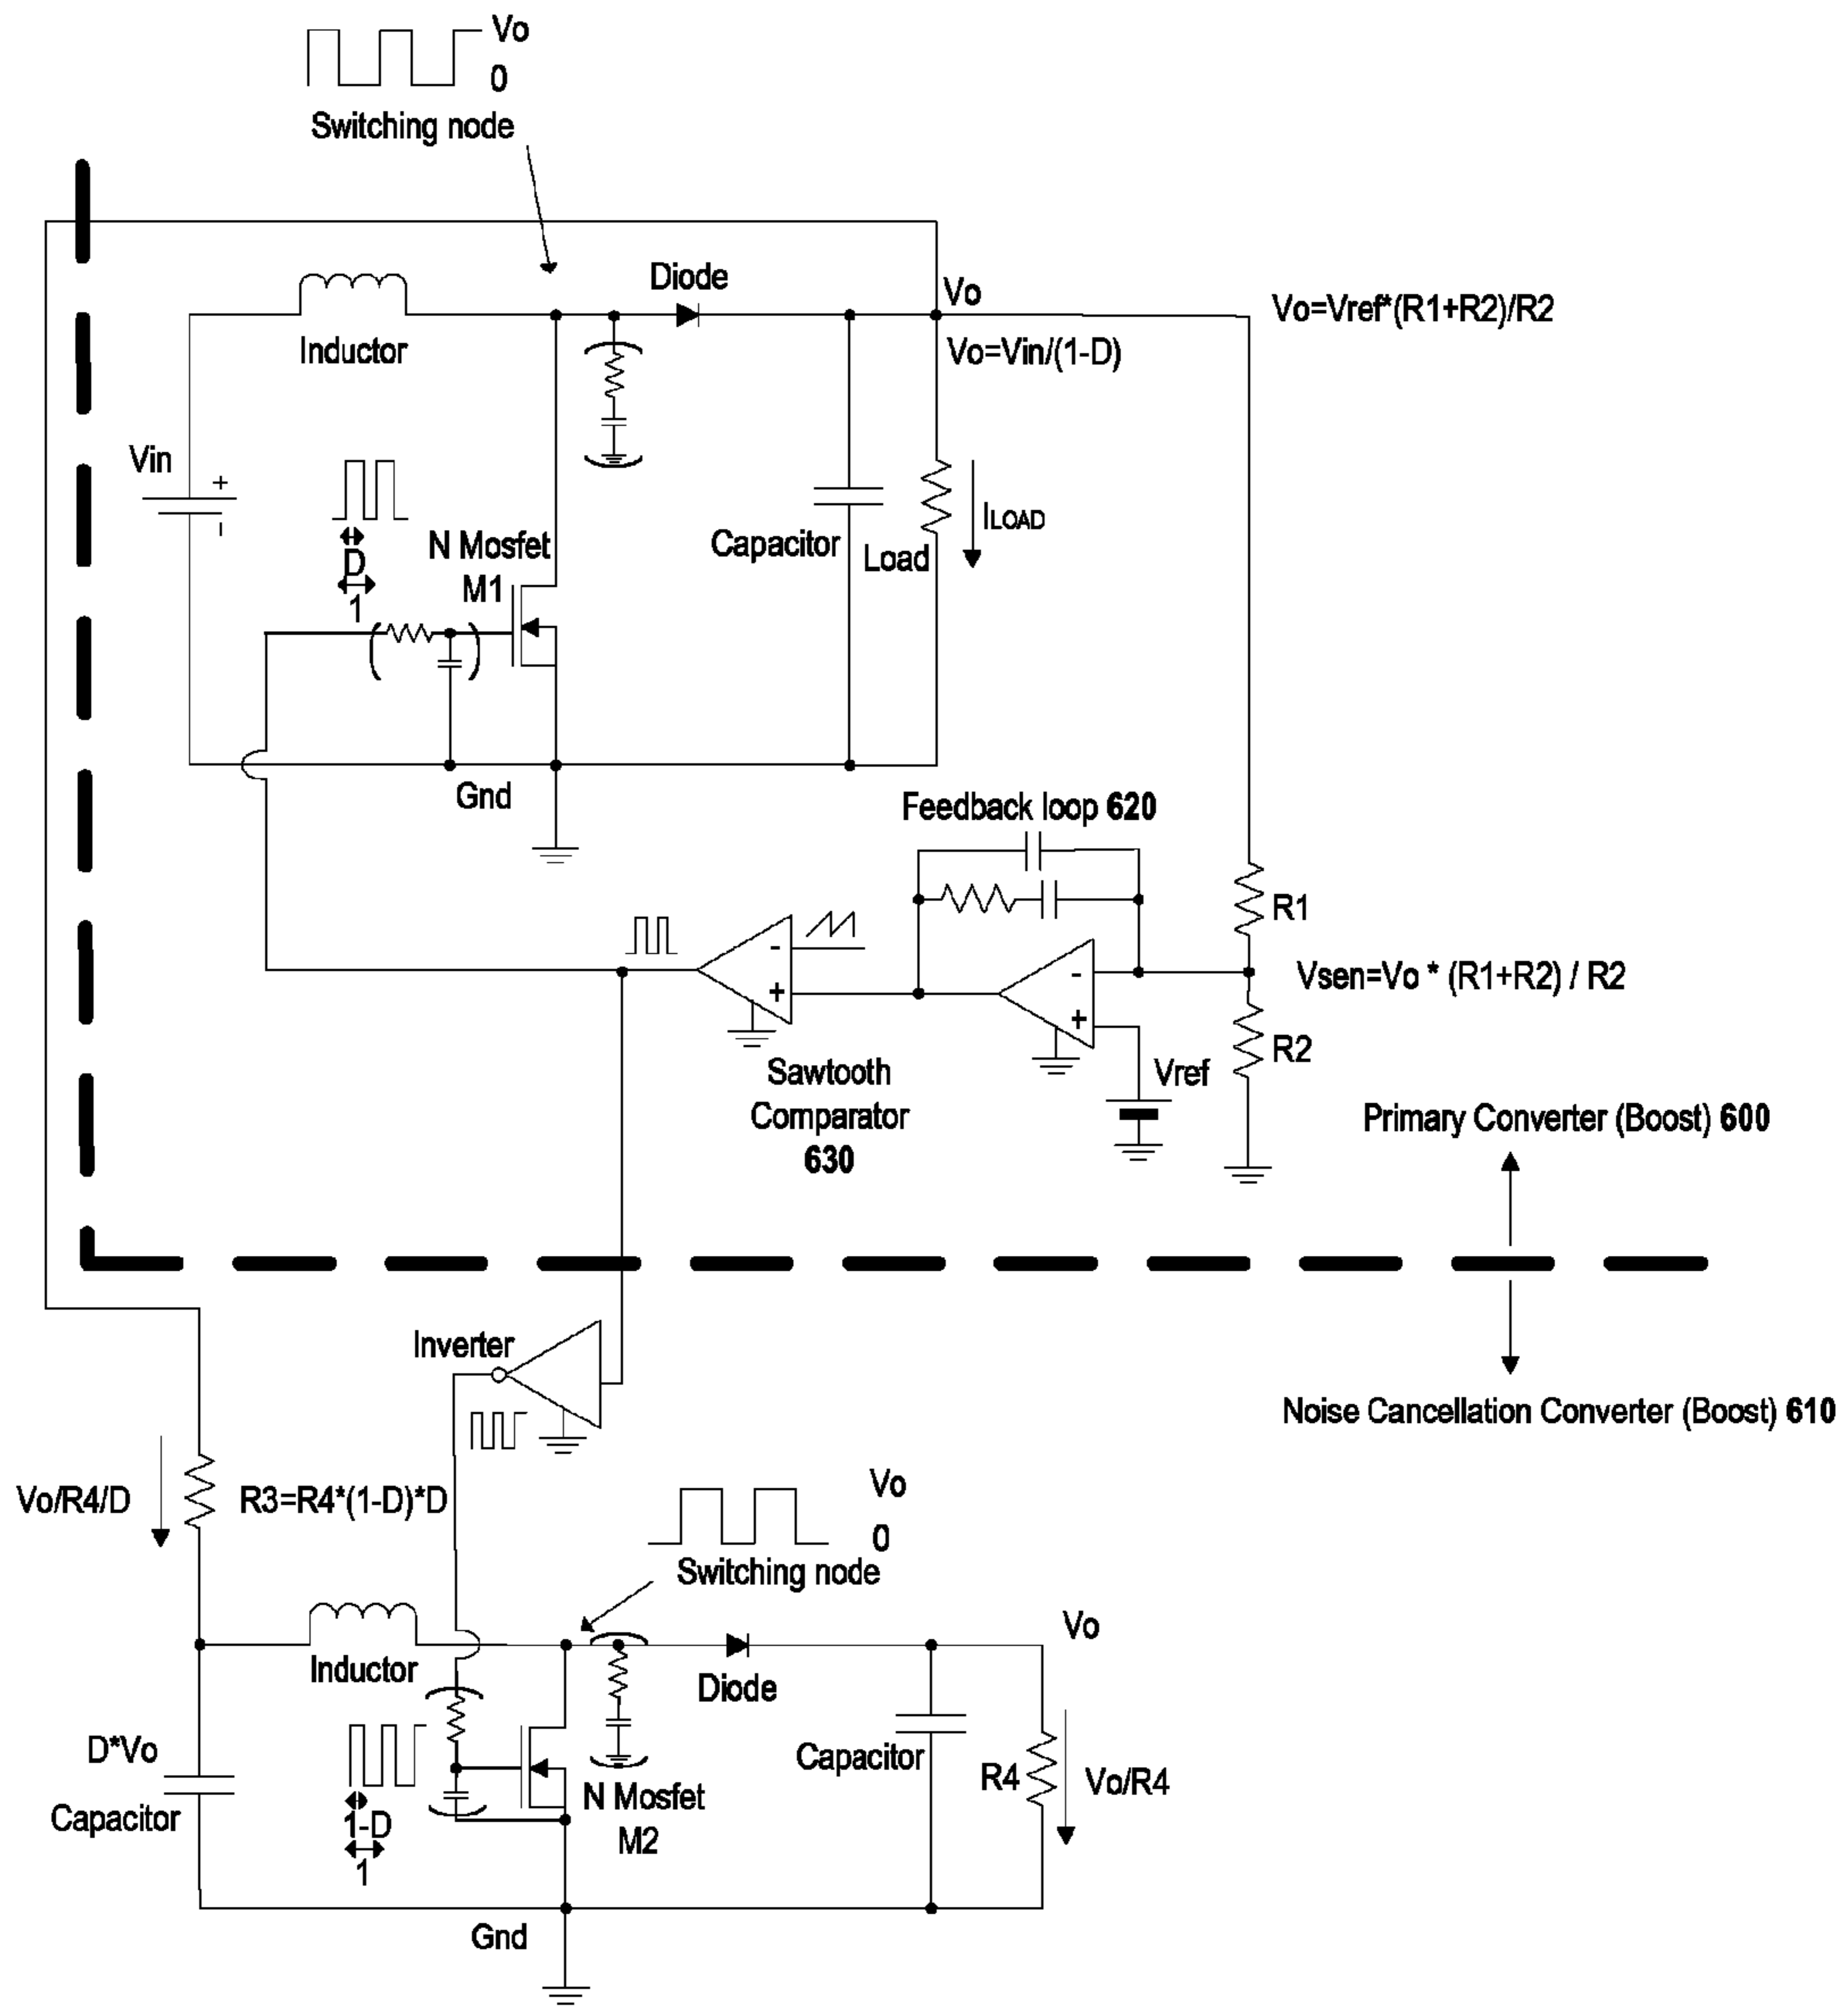 Vo
0
Switching node
Diode
Vo
Vo=Vref*(R1+R2)/R2
Inductor
Vo=Vin/(1-D)
Vin
+
-
D
1
N Mosfet
M1
Capacitor
Load
ILOAD
Gnd
Feedback loop 620
R1
-
+
-
+
Vsen=Vo * (R1+R2) / R2
R2
Vref
Sawtooth
Comparator
630
Primary Converter (Boost) 600
Inverter
Noise Cancellation Converter (Boost) 610
Vo/R4/D
R3=R4*(1-D)*D
Vo
0
Switching node
Vo
Inductor
Diode
D*Vo
Capacitor
1-D
1
N Mosfet
M2
Capacitor
R4
Vo/R4
Gnd